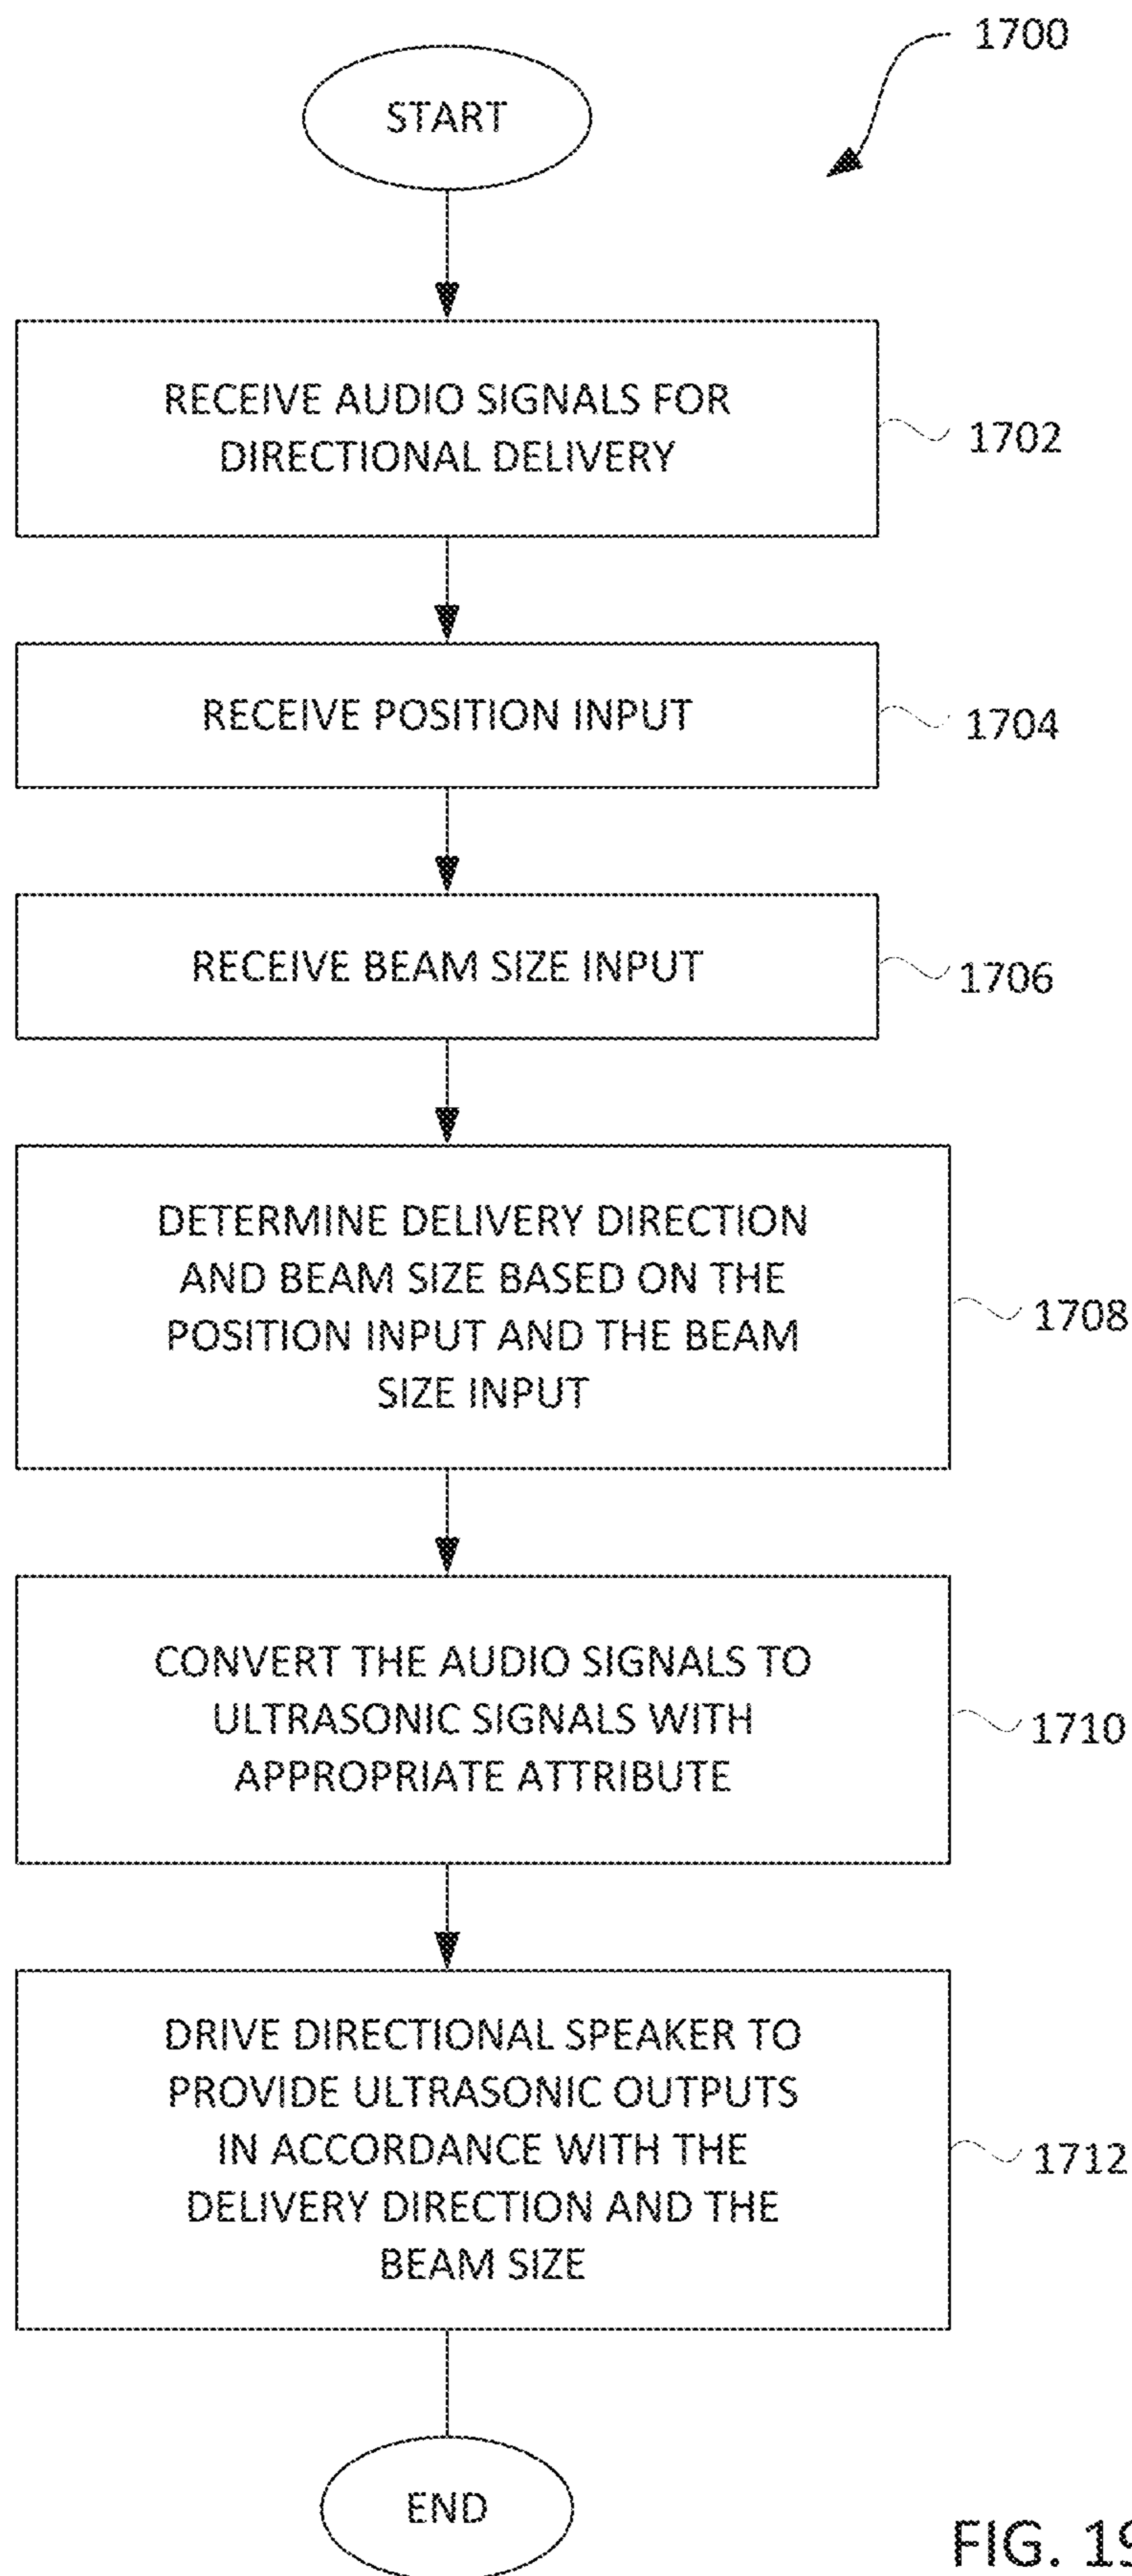 1700
START
RECEIVE AUDIO SIGNALS FOR
DIRECTIONAL DELIVERY
1702
RECEIVE POSITION INPUT
1704
RECEIVE BEAM SIZE INPUT
1706
DETERMINE DELIVERY DIRECTION
AND BEAM SIZE BASED ON THE
POSITION INPUT AND THE BEAM
SIZE INPUT
1708
CONVERT THE AUDIO SIGNALS TO
ULTRASONIC SIGNALS WITH
APPROPRIATE ATTRIBUTE
1710
DRIVE DIRECTIONAL SPEAKER TO
PROVIDE ULTRASONIC OUTPUTS
IN ACCORDANCE WITH THE
DELIVERY DIRECTION AND THE
BEAM SIZE
1712
END
FIG. 19